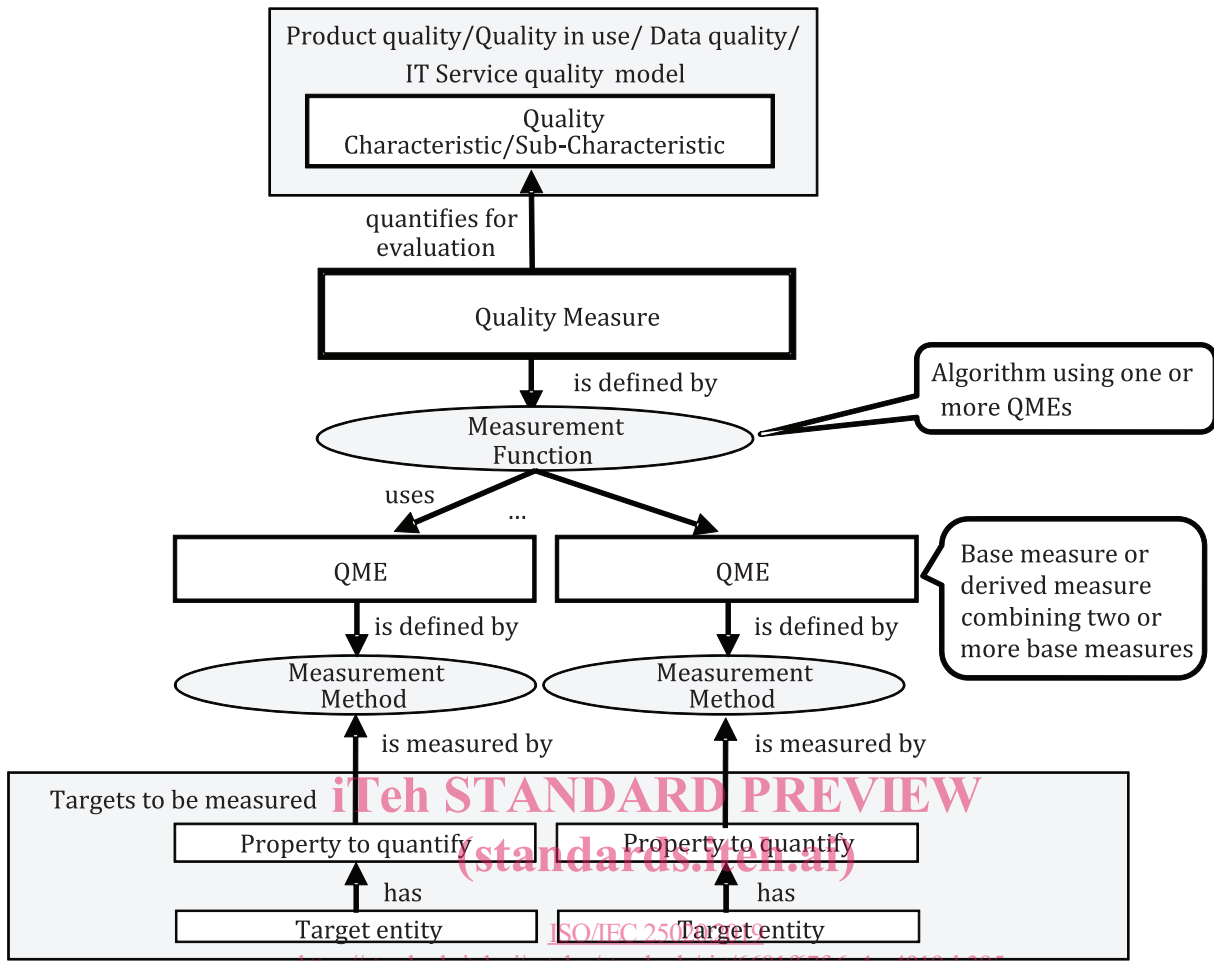 Product quality/Quality in use/ Data quality/
IT Service quality model
Quality
Characteristic/Sub-Characteristic
quantifies for
evaluation
Quality Measure
is defined by
Algorithm using one or
more QMEs
Measurement
Function
uses
...
QME
QME
Base measure or
derived measure
combining two or
more base measures
is defined by
is defined by
Measurement
Method
Measurement
Method
is measured by
is measured by
iTeh STANDARD PREVIEW
Targets to be measured
Property to quantify
Property to quantify
(standards.iteh.ai)
has
has
Target entity
Target entity
ISO/IEC 25020:2019